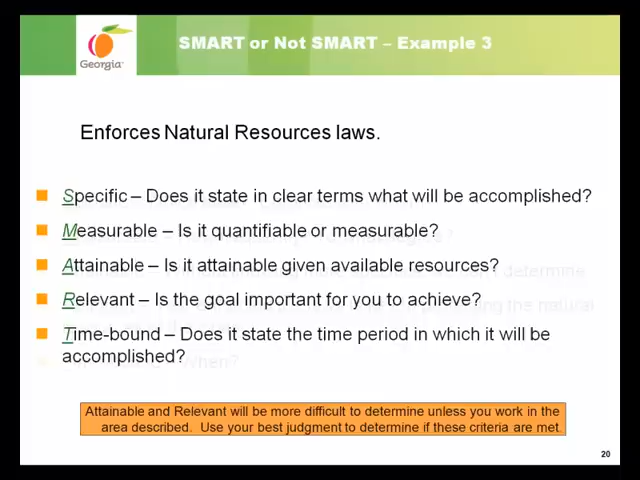 Georgia
SMART or Not SMART – Example 3
Enforces Natural Resources laws.
Specific – Does it state in clear terms what will be accomplished?
Measurable – Is it quantifiable or measurable?
Attainable – Is it attainable given available resources?
Relevant – Is the goal important for you to achieve?
Time-bound – Does it state the time period in which it will be
accomplished?
Attainable and Relevant will be more difficult to determine unless you work in the
area described. Use your best judgment to determine if these criteria are met.
20